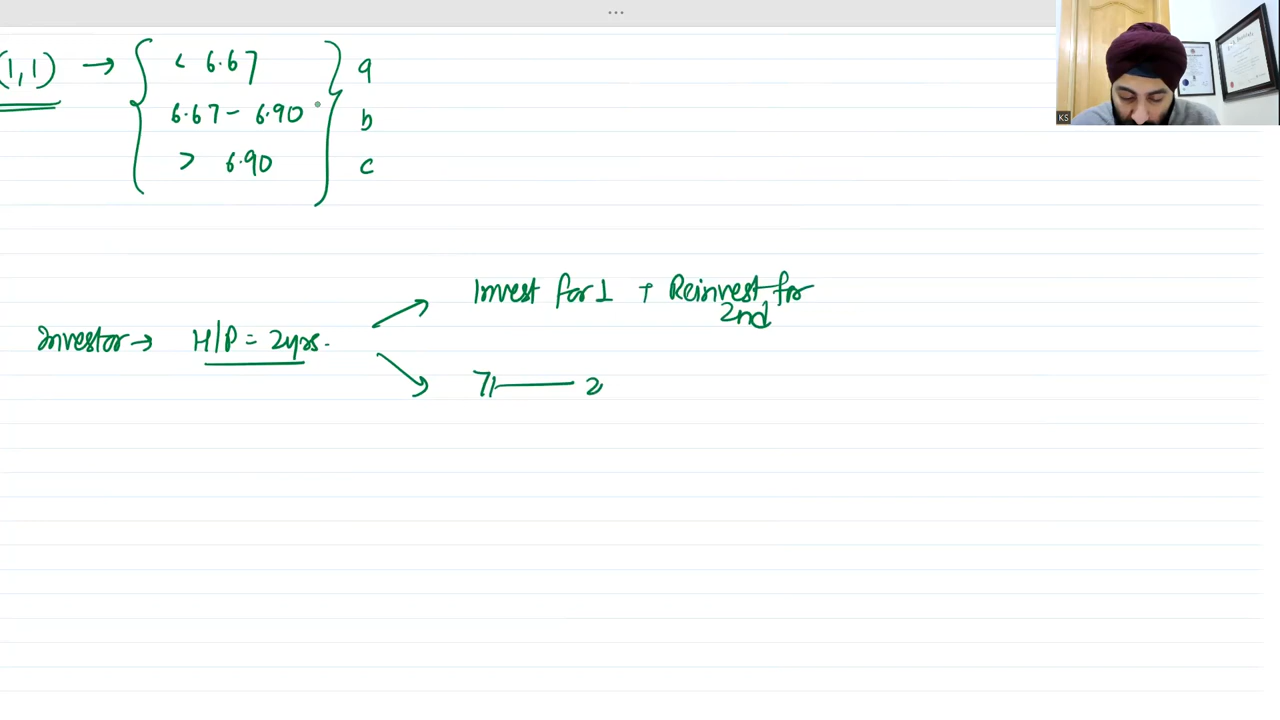 (1,1) → < 6.67 a
6.67 - 6.90 b
> 6.90 c
Invest for 1 + Reinvest for
2nd
Investor → H/P = 2yrs.
2
KS